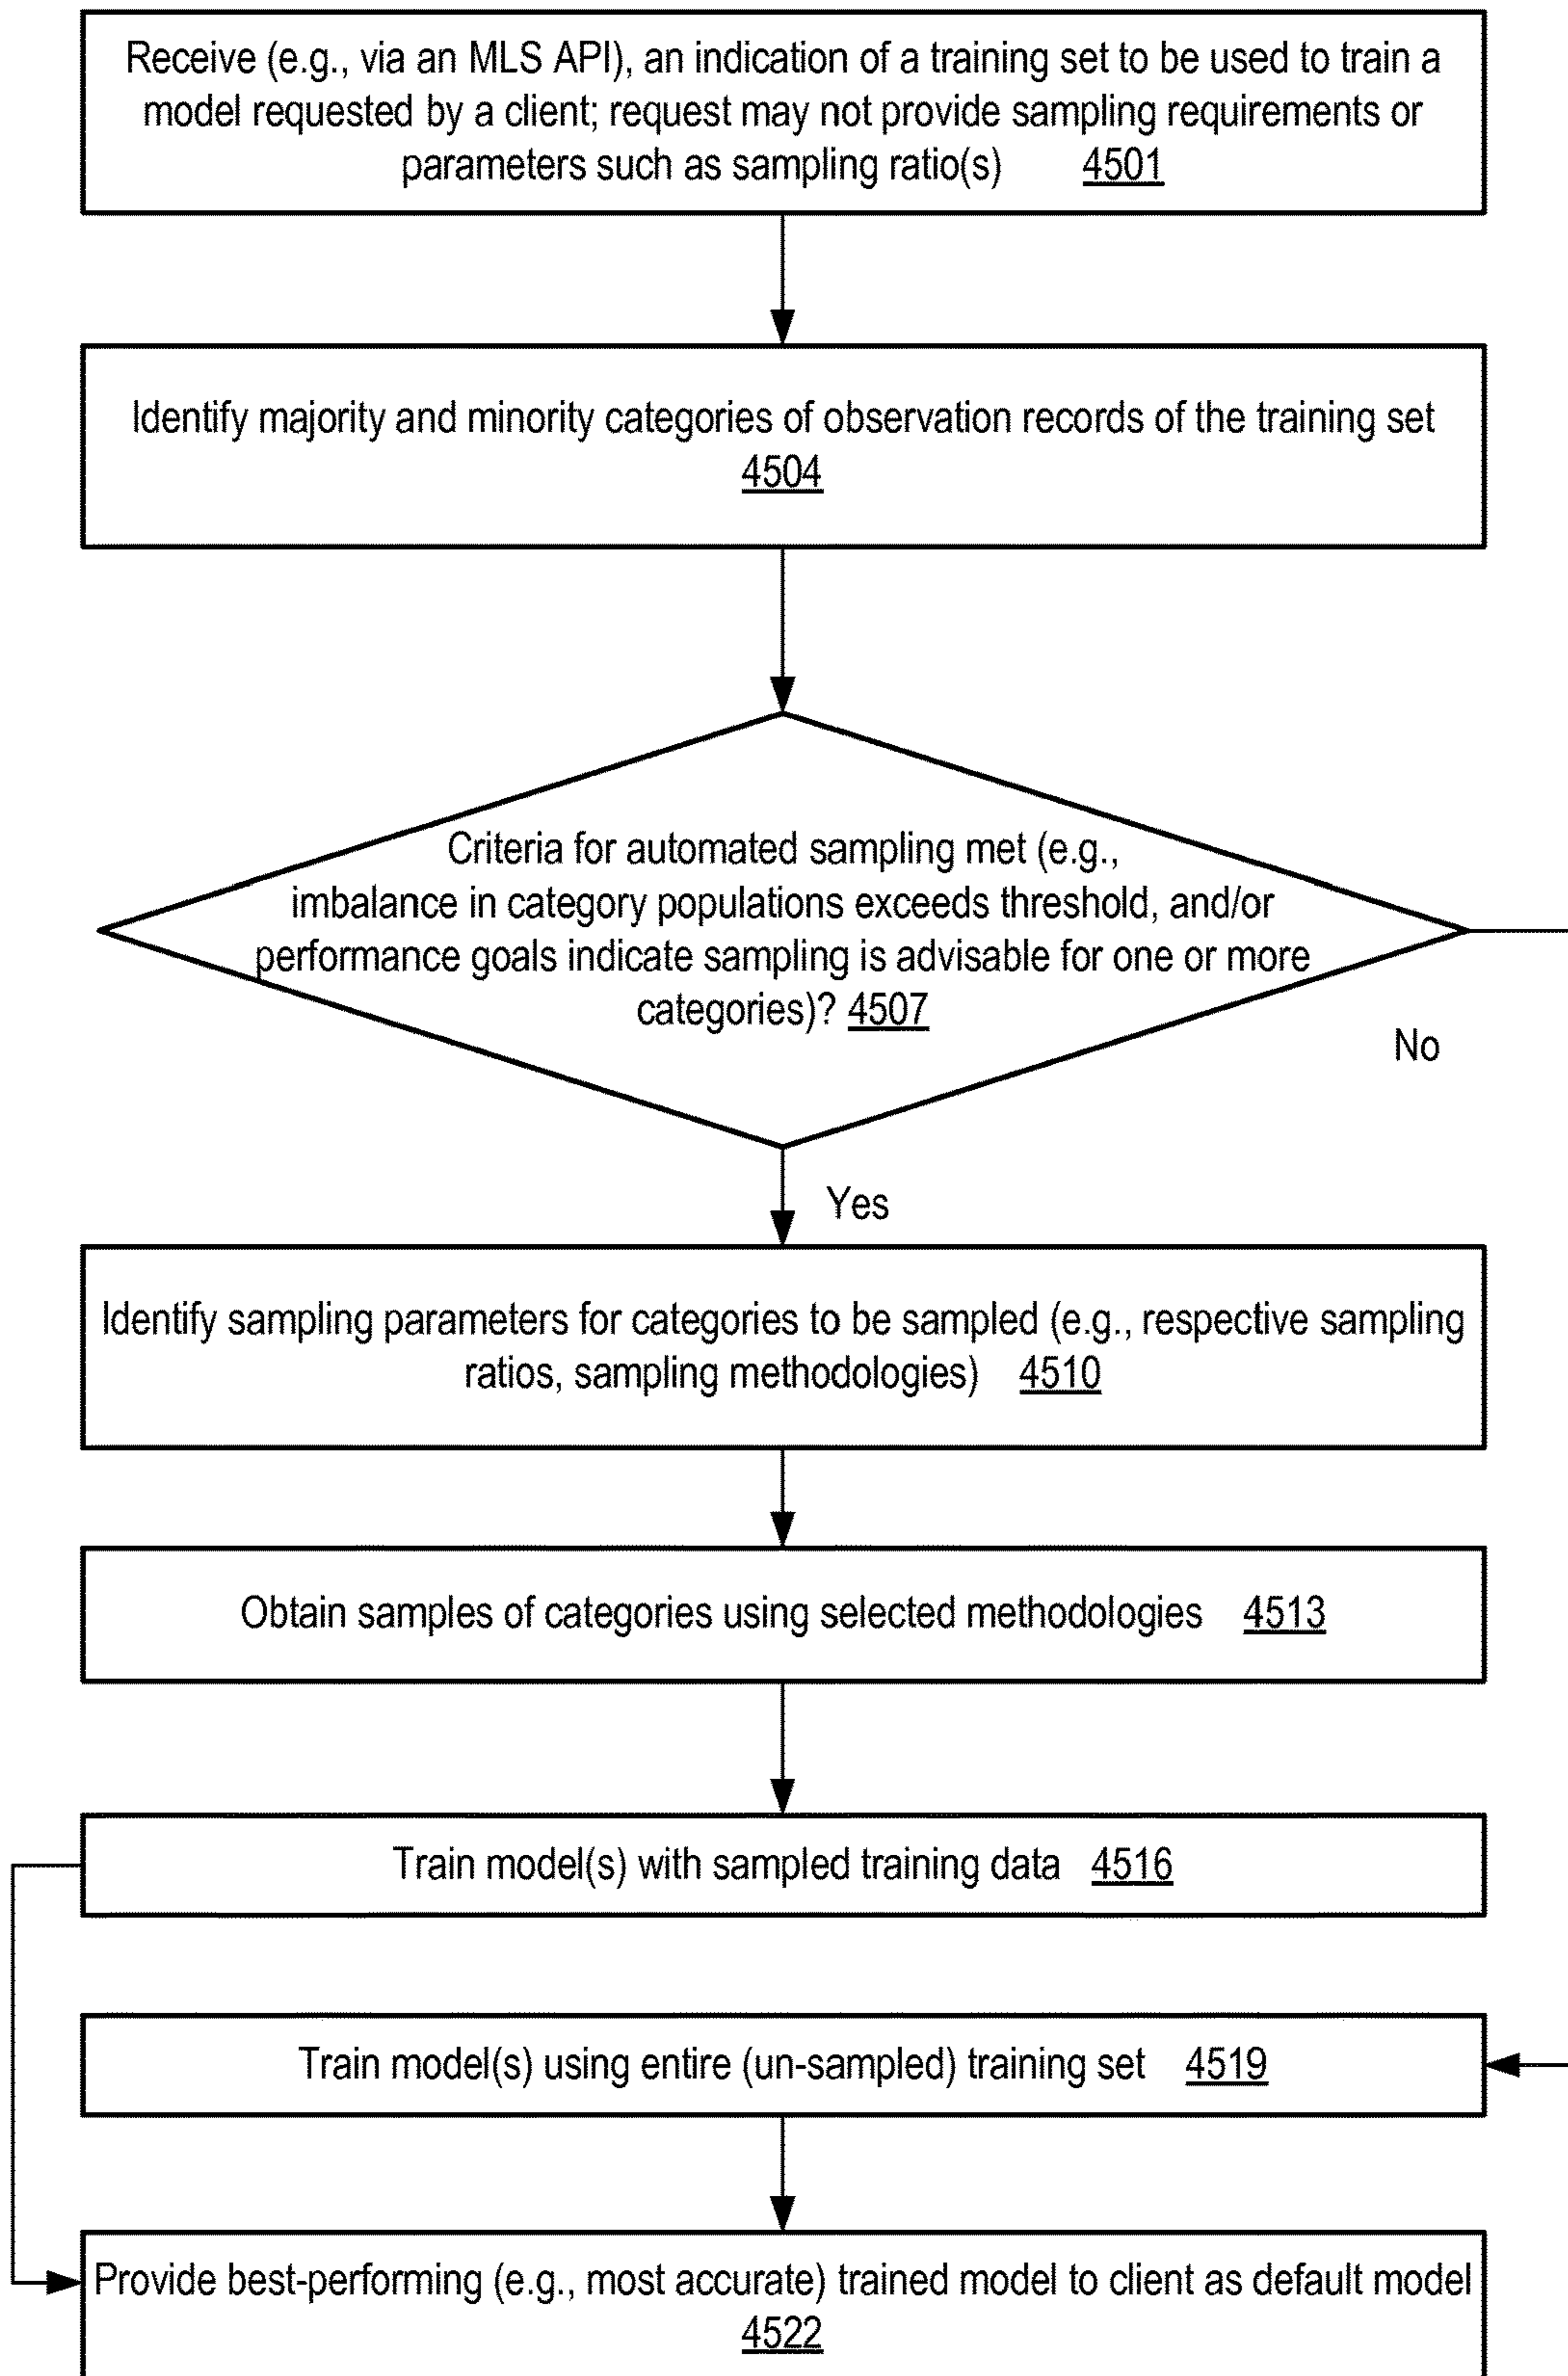 Receive (e.g., via an MLS API), an indication of a training set to be used to train a
model requested by a client; request may not provide sampling requirements or
parameters such as sampling ratio(s) 4501
Identify majority and minority categories of observation records of the training set
4504
Criteria for automated sampling met (e.g.,
imbalance in category populations exceeds threshold, and/or
performance goals indicate sampling is advisable for one or more
categories)? 4507
No
Yes
Identify sampling parameters for categories to be sampled (e.g., respective sampling
ratios, sampling methodologies) 4510
Obtain samples of categories using selected methodologies 4513
Train model(s) with sampled training data 4516
Train model(s) using entire (un-sampled) training set 4519
Provide best-performing (e.g., most accurate) trained model to client as default model
4522